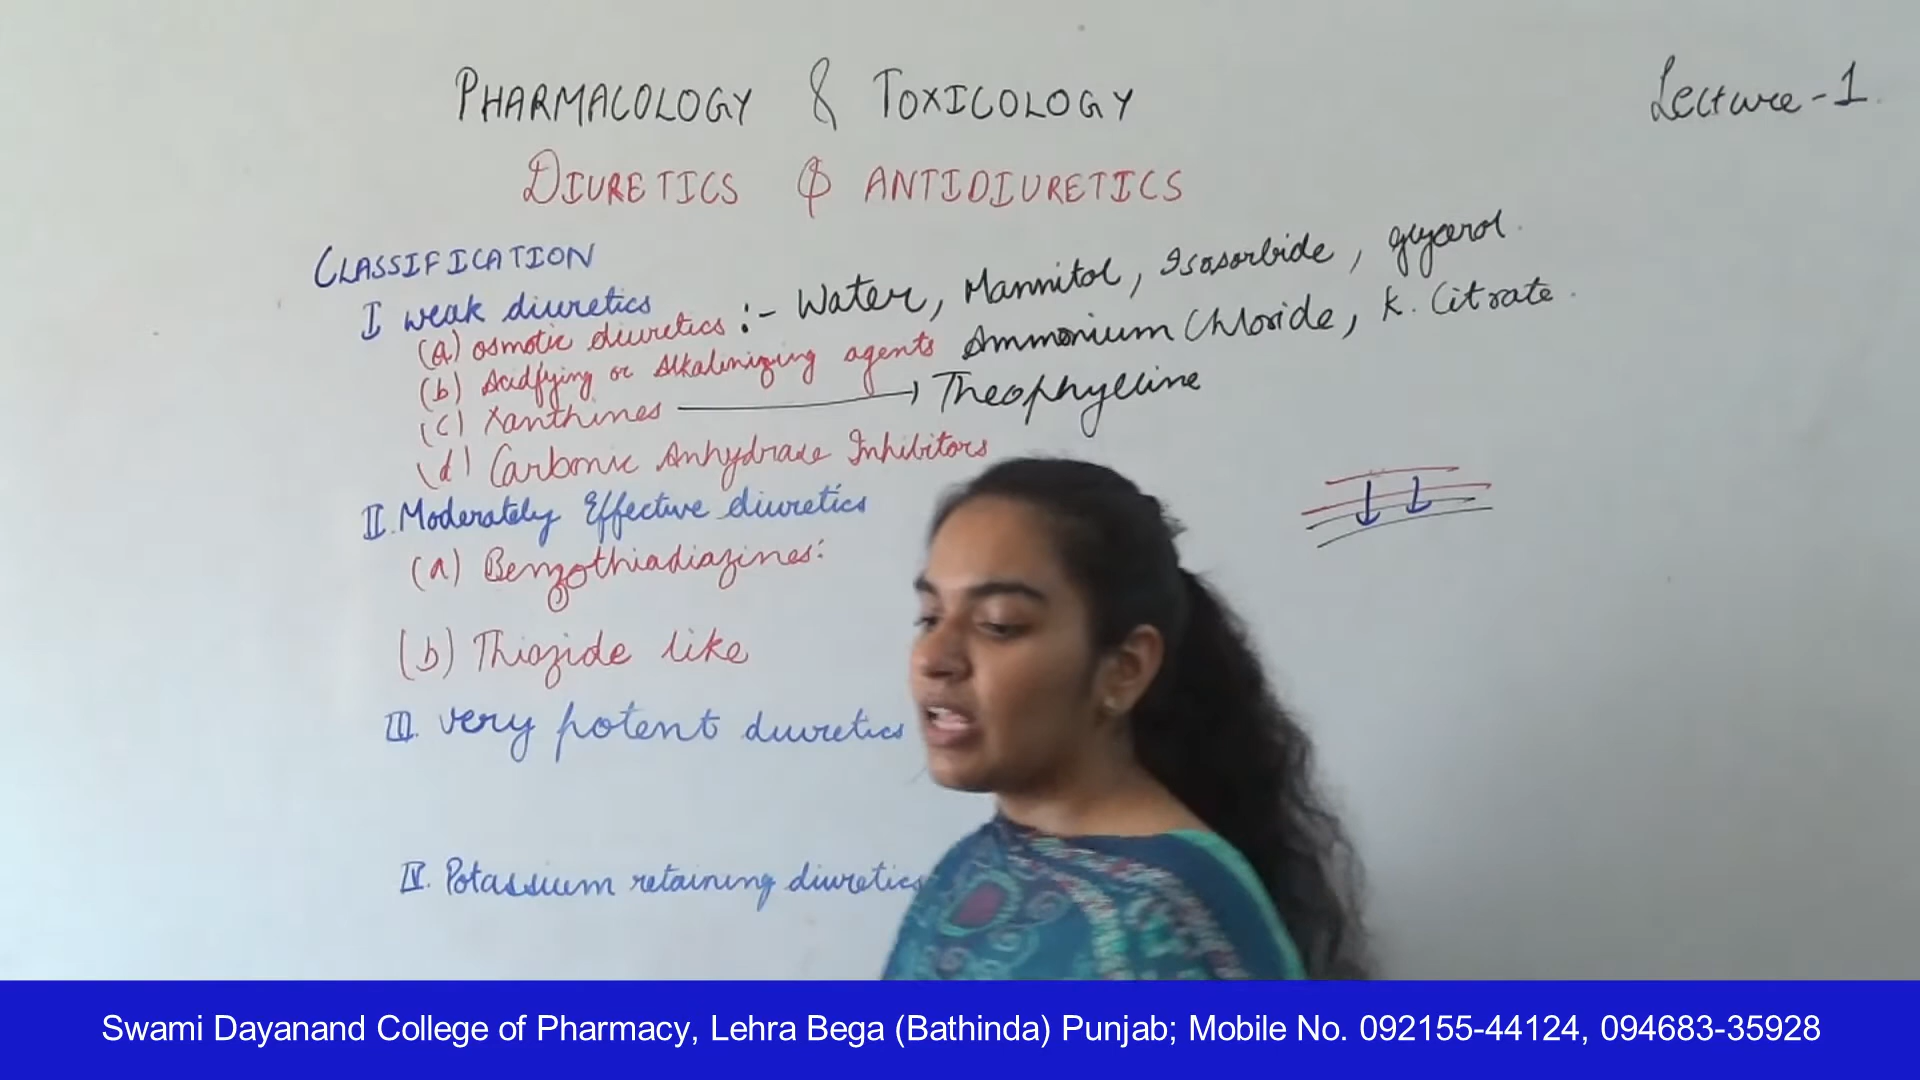 PHARMACOLOGY & TOXICOLOGY
Lecture-1.
DIURETICS & ANTIDIURETICS
CLASSIFICATION
I weak diuretics
(a) osmotic diuretics :- Water, Mannitol, Isosorbide, glycerol.
(b) Acidfying or Alkalinizing agents Ammonium Chloride, K. Citrate.
(c) Xanthines → Theophylline
(d) Carbonic Anhydrase Inhibitors
II. Moderately Effective diuretics
(a) Benzothiadiazines:
(b) Thiazide like
III. very potent diuretics
IV. Potassium retaining diuretics
Swami Dayanand College of Pharmacy, Lehra Bega (Bathinda) Punjab; Mobile No. 092155-44124, 094683-35928